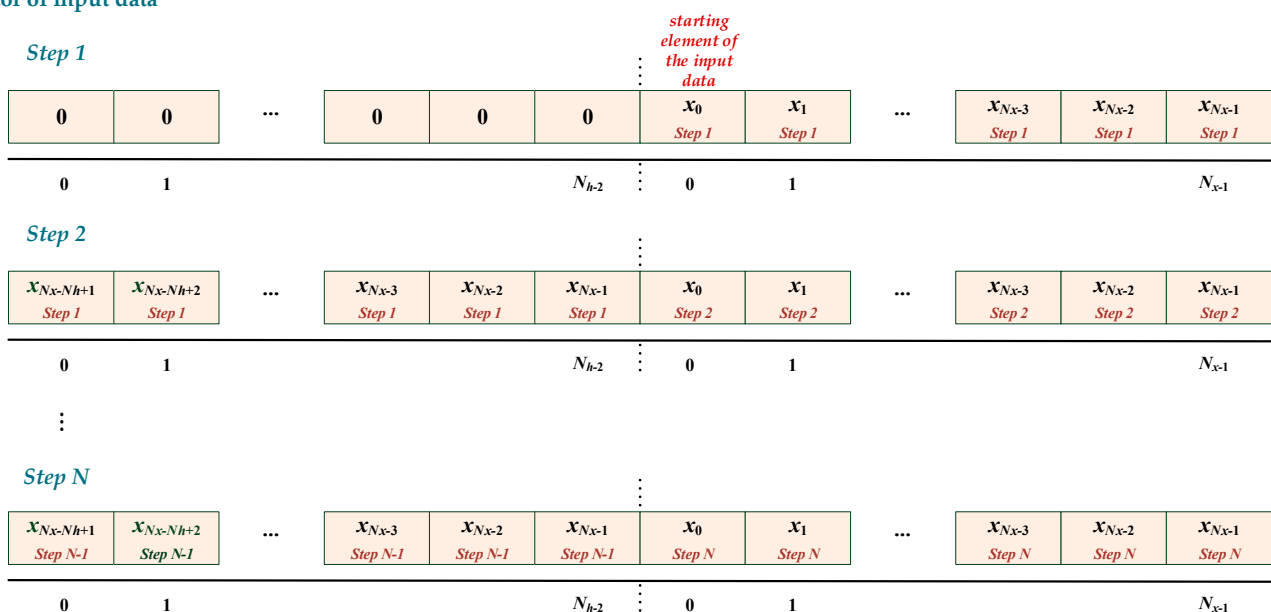 of input data
Step 1
starting
element of
the input
data
0 0 ... 0 0 0 x0 x1 ... xNx-3 xNx-2 xNx-1
Step 1 Step 1 Step 1 Step 1 Step 1
0 1 Nh-2 0 1 Nx-1
Step 2
xNx-Nh+1 xNx-Nh+2 ... xNx-3 xNx-2 xNx-1 x0 x1 ... xNx-3 xNx-2 xNx-1
Step 1 Step 1 Step 1 Step 1 Step 1 Step 2 Step 2 Step 2 Step 2 Step 2
0 1 Nh-2 0 1 Nx-1
⋮
Step N
xNx-Nh+1 xNx-Nh+2 ... xNx-3 xNx-2 xNx-1 x0 x1 ... xNx-3 xNx-2 xNx-1
Step N-1 Step N-1 Step N-1 Step N-1 Step N-1 Step N Step N Step N Step N Step N
0 1 Nh-2 0 1 Nx-1